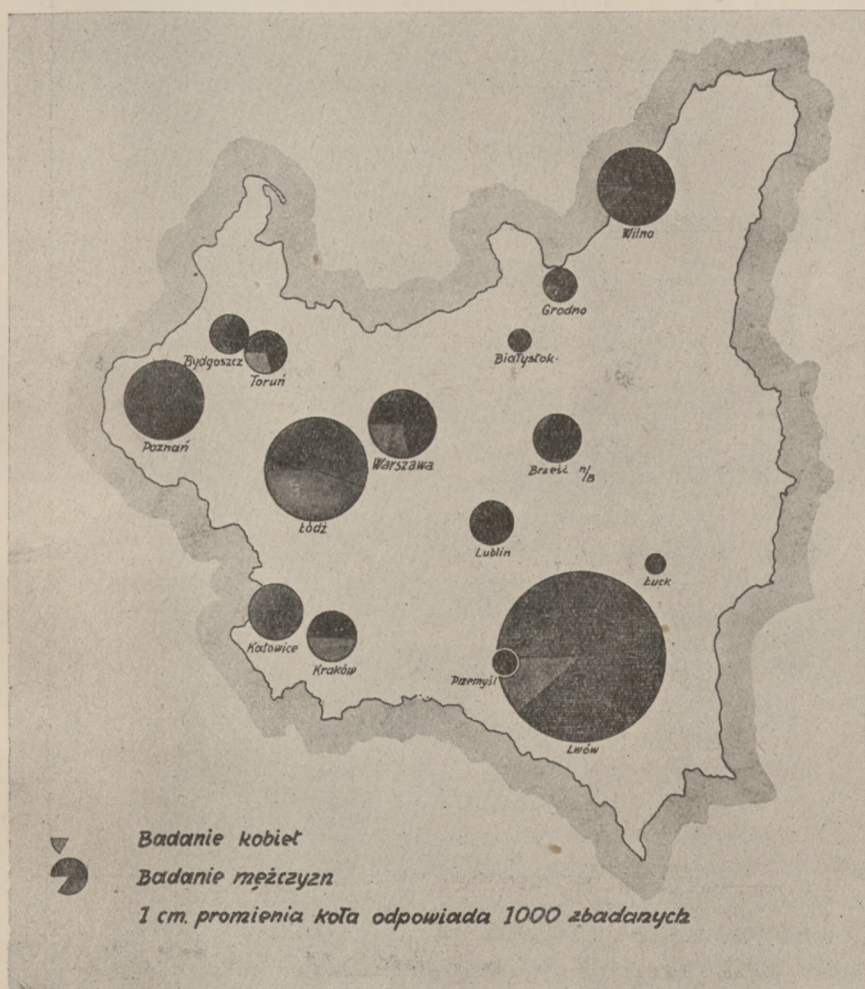 Wilno
Grodno
Białystok.
Bydgoszcz
Toruń
Poznań
Warszawa
Brześć n/B
Łódź
Lublin
Łuck
Katowice
Kraków
Przemyśl
Lwów
Badanie kobiet
Badanie mężczyzn
1 cm. promienia koła odpowiada 1000 zbadanych